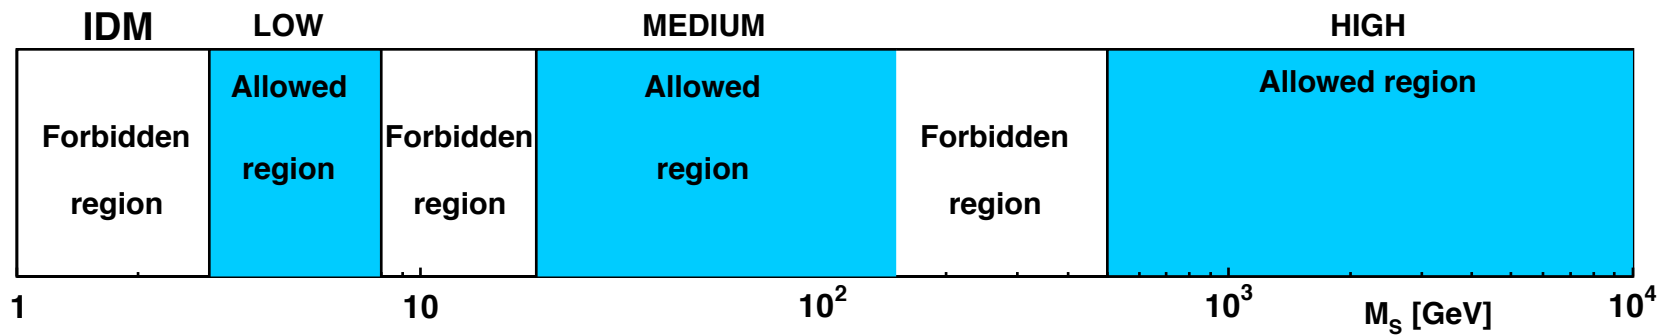 IDM LOW MEDIUM HIGH
Allowed Allowed Allowed region
Forbidden Forbidden Forbidden
region region
region region region
1 10 10² 10³ M_S [GeV] 10⁴